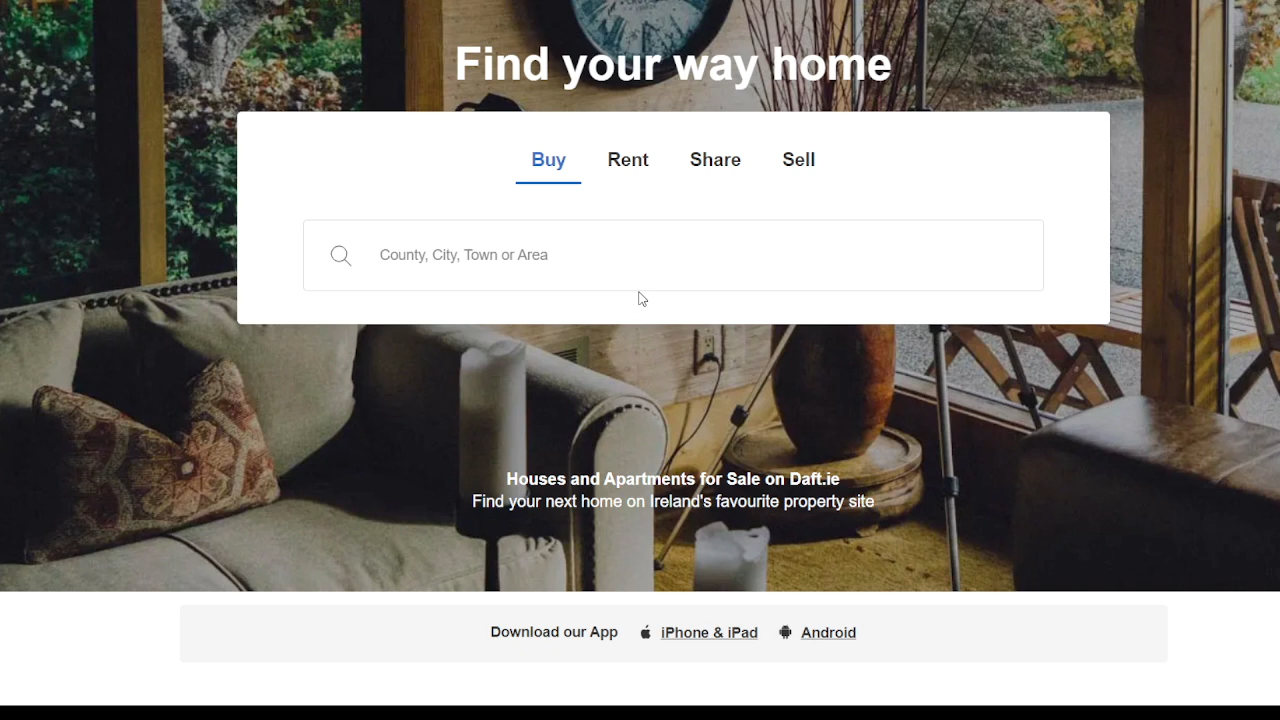 Find your way home
Buy Rent Share Sell
County, City, Town or Area
Houses and Apartments for Sale on Daft.ie
Find your next home on Ireland's favourite property site
Download our App iPhone & iPad Android